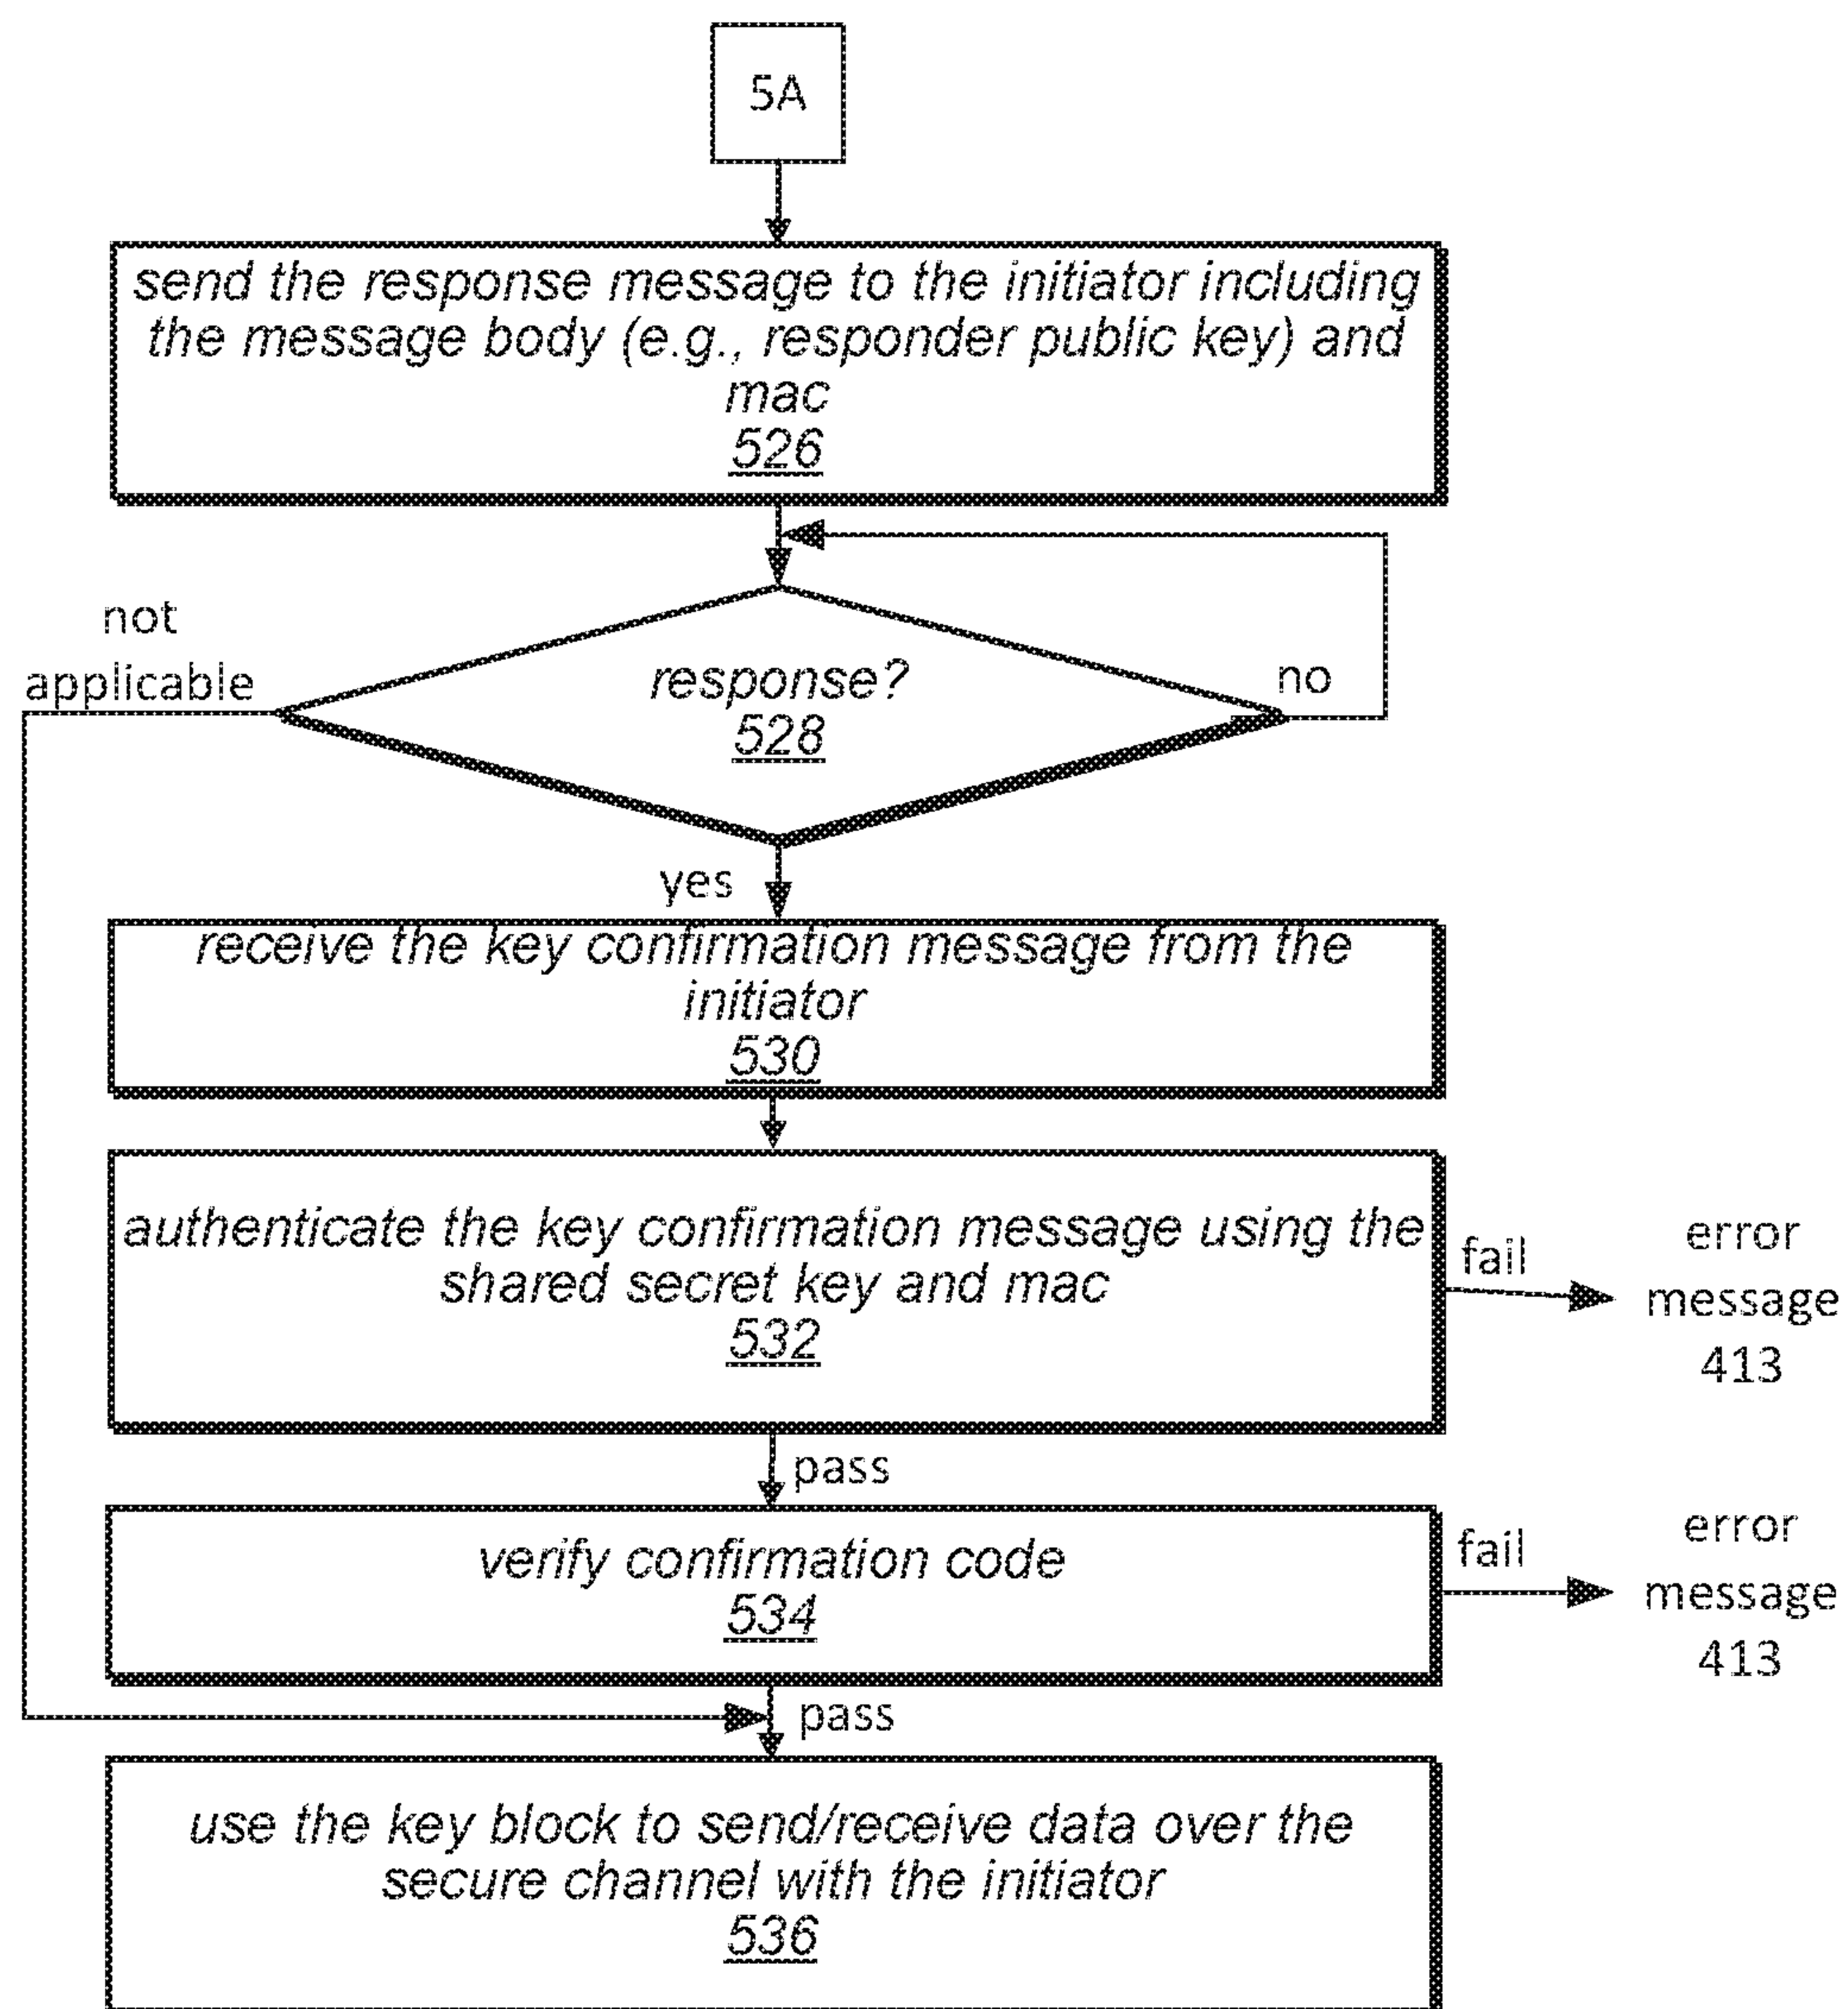 5A
send the response message to the initiator including
the message body (e.g., responder public key) and
mac
526
not
applicable
response?
528
no
yes
receive the key confirmation message from the
initiator
530
authenticate the key confirmation message using the
shared secret key and mac
532
fail
error
message
413
pass
verify confirmation code
534
fail
error
message
413
pass
use the key block to send/receive data over the
secure channel with the initiator
536